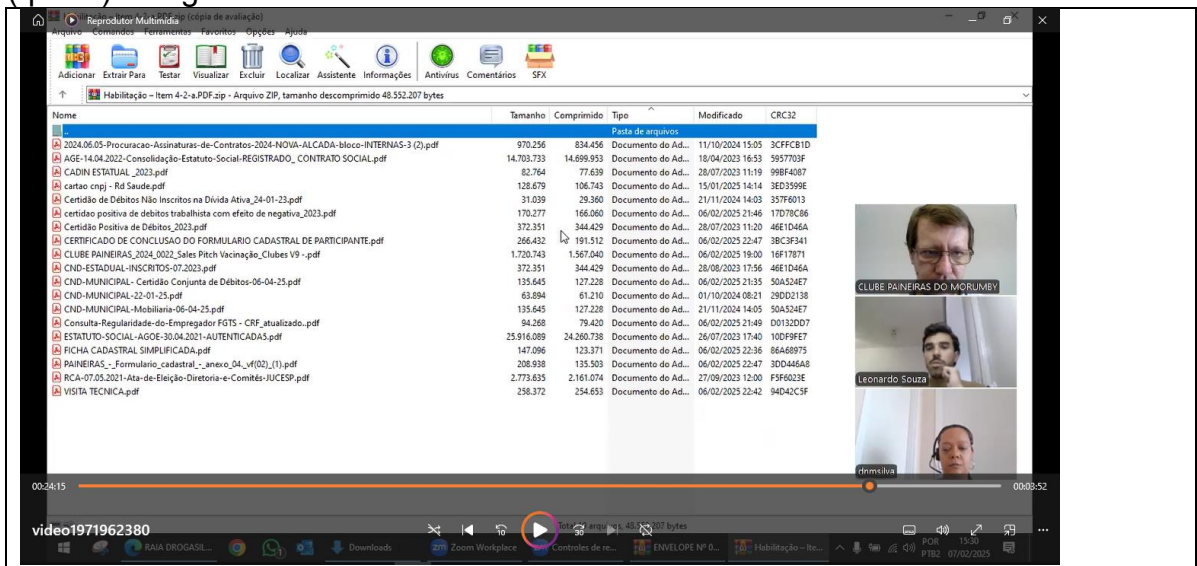 Habilitação – Item 4-2-a.PDF.zip (cópia de avaliação)
Reprodutor Multimídia
Arquivo Comandos Ferramentas Favoritos Opções Ajuda
Adicionar Extrair Para Testar Visualizar Excluir Localizar Assistente Informações Antivírus Comentários SFX
Habilitação – Item 4-2-a.PDF.zip - Arquivo ZIP, tamanho descomprimido 48.552.207 bytes
Nome Tamanho Comprimido Tipo Modificado CRC32
.. Pasta de arquivos
2024.06.05-Procuracao-Assinaturas-de-Contratos-2024-NOVA-ALCADA-bloco-INTERNAS-3 (2).pdf 970.256 834.456 Documento do Ad... 11/10/2024 15:05 3CFFCB1D
AGE-14.04.2022-Consolidação-Estatuto-Social-REGISTRADO_ CONTRATO SOCIAL.pdf 14.703.733 14.699.953 Documento do Ad... 18/04/2023 16:53 5957703F
CADIN ESTATUAL _2023.pdf 82.764 77.639 Documento do Ad... 28/07/2023 11:19 99BF4087
cartao cnpj - Rd Saude.pdf 128.679 106.743 Documento do Ad... 15/01/2025 14:14 3ED3599E
Certidão de Débitos Não Inscritos na Dívida Ativa_24-01-23.pdf 31.039 29.360 Documento do Ad... 21/11/2024 14:03 357F6013
certidao positiva de debitos trabalhista com efeito de negativa_2023.pdf 170.277 166.060 Documento do Ad... 06/02/2025 21:46 17D78C86
Certidão Positiva de Débitos_2023.pdf 372.351 344.429 Documento do Ad... 28/07/2023 11:20 46E1D46A
CERTIFICADO DE CONCLUSAO DO FORMULARIO CADASTRAL DE PARTICIPANTE.pdf 266.432 191.512 Documento do Ad... 06/02/2025 22:47 3BC3F341
CLUBE PAINEIRAS_2024_0022_Sales Pitch Vacinação_Clubes V9 -.pdf 1.720.743 1.567.040 Documento do Ad... 06/02/2025 19:00 16F17871
CND-ESTADUAL-INSCRITOS-07.2023.pdf 372.351 344.429 Documento do Ad... 28/08/2023 17:56 46E1D46A
CND-MUNICIPAL- Certidão Conjunta de Débitos-06-04-25.pdf 135.645 127.228 Documento do Ad... 06/02/2025 21:35 50A524E7
CND-MUNICIPAL-22-01-25.pdf 63.894 61.210 Documento do Ad... 01/10/2024 08:21 29DD2138
CND-MUNICIPAL-Mobiliaria-06-04-25.pdf 135.645 127.228 Documento do Ad... 21/11/2024 14:05 50A524E7
Consulta-Regularidade-do-Empregador FGTS - CRF_atualizado..pdf 94.268 79.420 Documento do Ad... 06/02/2025 21:49 D0132DD7
ESTATUTO-SOCIAL-AGOE-30.04.2021-AUTENTICADA5.pdf 25.916.089 24.260.738 Documento do Ad... 26/07/2023 17:40 10DF9FE7
FICHA CADASTRAL SIMPLIFICADA.pdf 147.096 123.371 Documento do Ad... 06/02/2025 22:36 86A68975
PAINEIRAS_-_Formulario_cadastral_-_anexo_04._vf(02)_(1).pdf 208.938 135.503 Documento do Ad... 06/02/2025 22:47 3DD446A8
RCA-07.05.2021-Ata-de-Eleição-Diretoria-e-Comitês-JUCESP.pdf 2.773.635 2.161.074 Documento do Ad... 27/09/2023 12:00 F5F6023E
VISITA TECNICA.pdf 258.372 254.653 Documento do Ad... 06/02/2025 22:42 94D42C5F
CLUBE PAINEIRAS DO MORUMBY
Leonardo Souza
dnmsilva
00:24:15 00:03:52
video1971962380
RAIA DROGASIL... Downloads Zoom Workplace Controles de re... ENVELOPE Nº 0... Habilitação – Ite...
POR 15:30
PTB2 07/02/2025